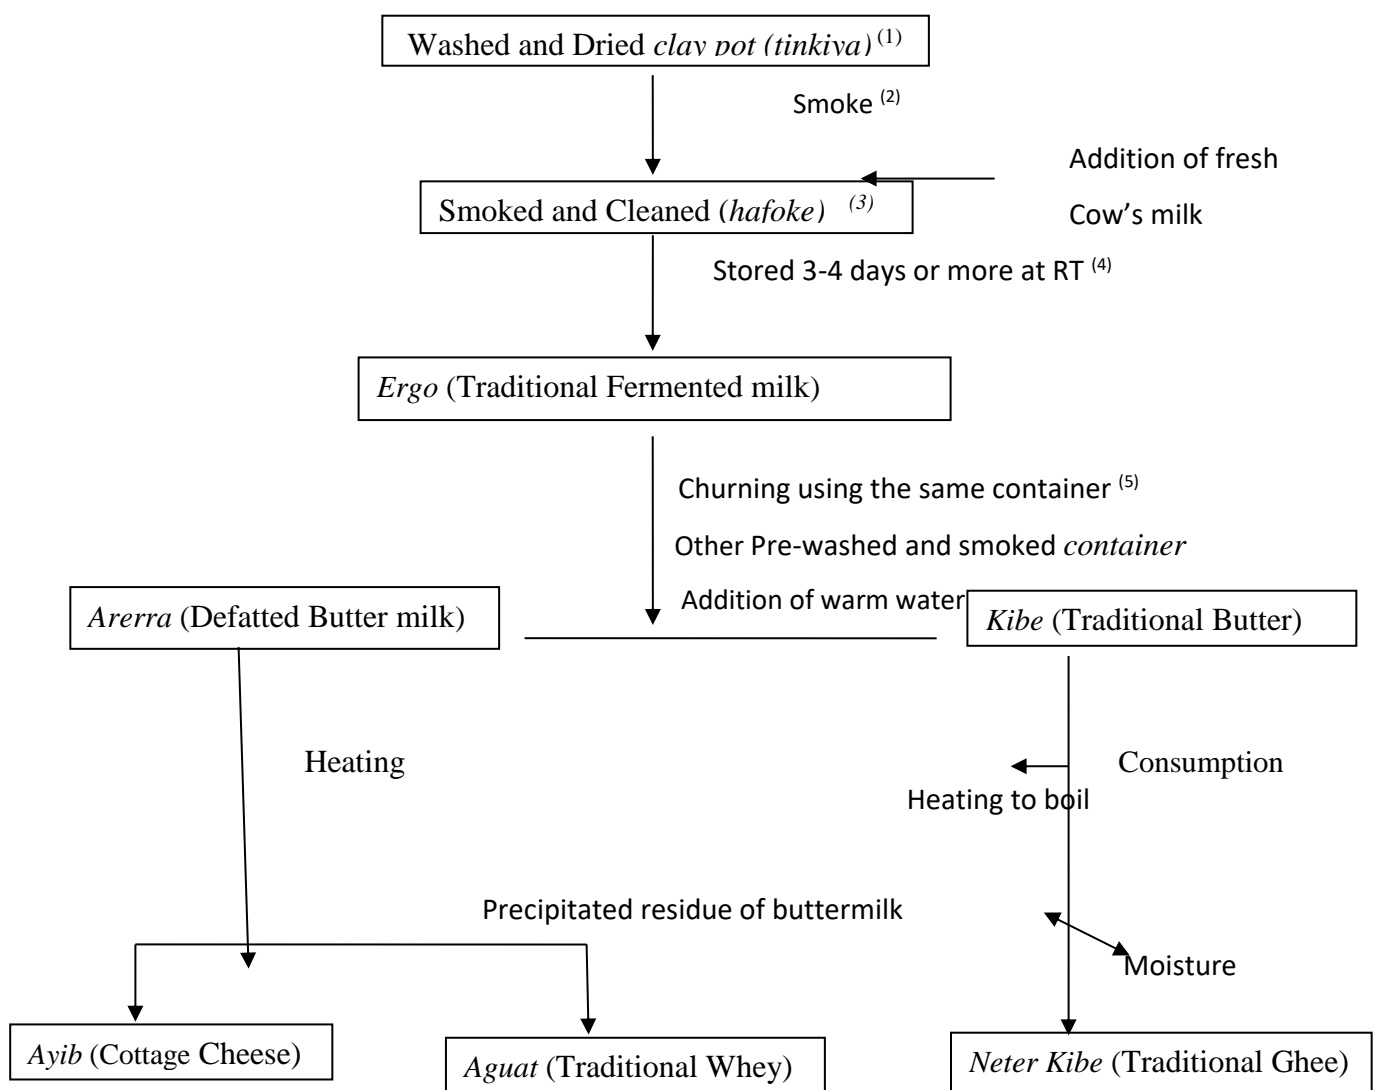 Washed and Dried clay pot (tinkiya) (1)
Smoke (2)
Addition of fresh
Cow’s milk
Smoked and Cleaned (hafoke) (3)
Stored 3-4 days or more at RT (4)
Ergo (Traditional Fermented milk)
Churning using the same container (5)
Other Pre-washed and smoked container
Addition of warm water
Arerra (Defatted Butter milk)
Kibe (Traditional Butter)
Heating
Consumption
Heating to boil
Precipitated residue of buttermilk
Moisture
Ayib (Cottage Cheese)
Aguat (Traditional Whey)
Neter Kibe (Traditional Ghee)